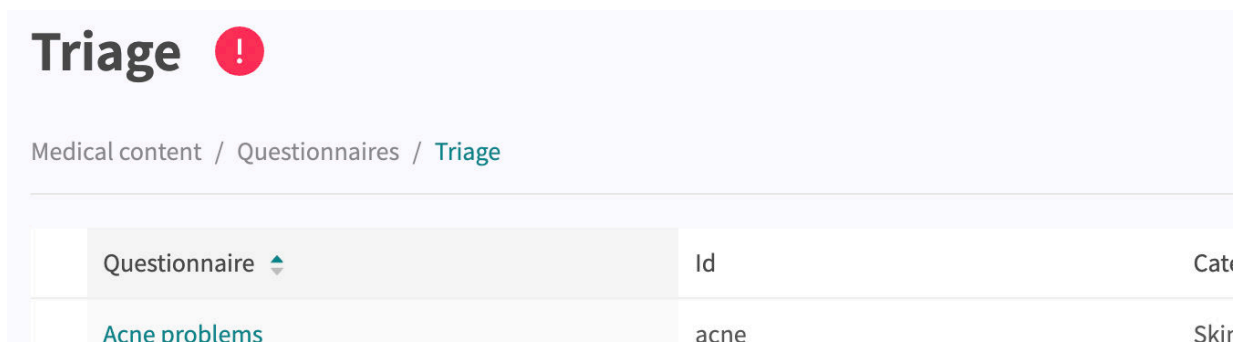 Triage !
Medical content / Questionnaires / Triage
Questionnaire Id
Acne problems acne